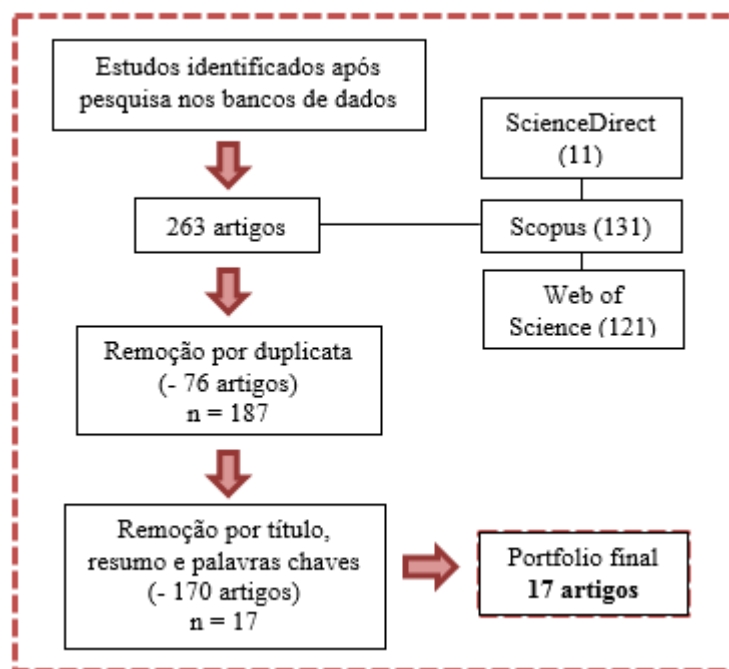 Estudos identificados após
pesquisa nos bancos de dados
ScienceDirect
(11)
263 artigos
Scopus (131)
Web of
Science (121)
Remoção por duplicata
(- 76 artigos)
n = 187
Remoção por título,
resumo e palavras chaves
(- 170 artigos)
n = 17
Portfolio final
17 artigos